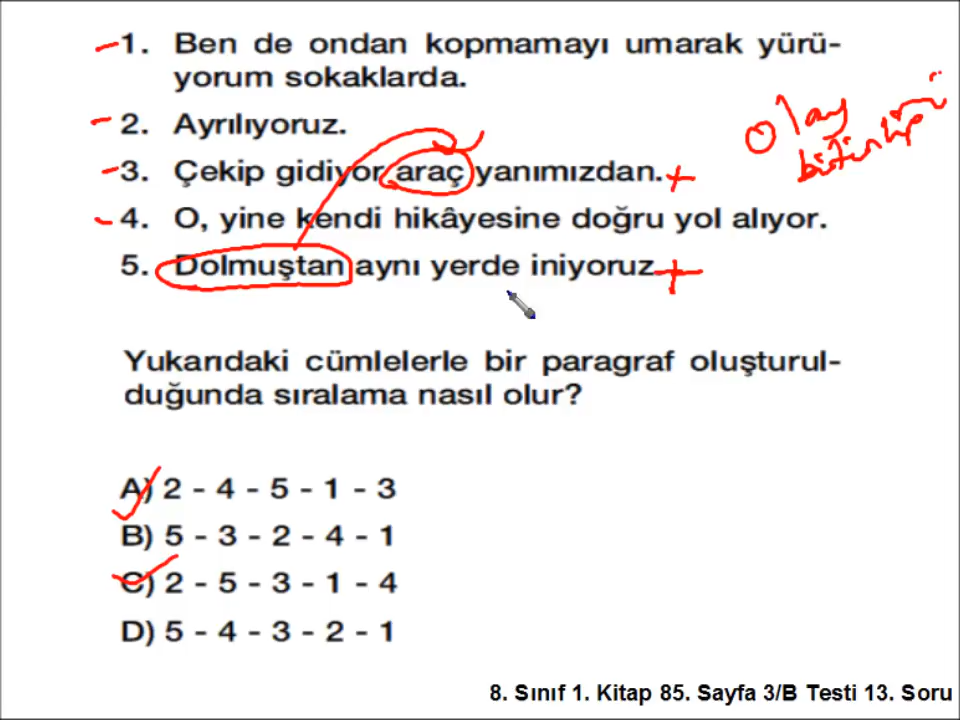 1. Ben de ondan kopmamayı umarak yürü-
yorum sokaklarda.
2. Ayrılıyoruz.
3. Çekip gidiyor araç yanımızdan.
4. O, yine kendi hikâyesine doğru yol alıyor.
5. Dolmuştan aynı yerde iniyoruz
Olay
Yukarıdaki cümlelerle bir paragraf oluşturul-
duğunda sıralama nasıl olur?
A) 2 - 4 - 5 - 1 - 3
B) 5 - 3 - 2 - 4 - 1
C) 2 - 5 - 3 - 1 - 4
D) 5 - 4 - 3 - 2 - 1
8. Sınıf 1. Kitap 85. Sayfa 3/B Testi 13. Soru